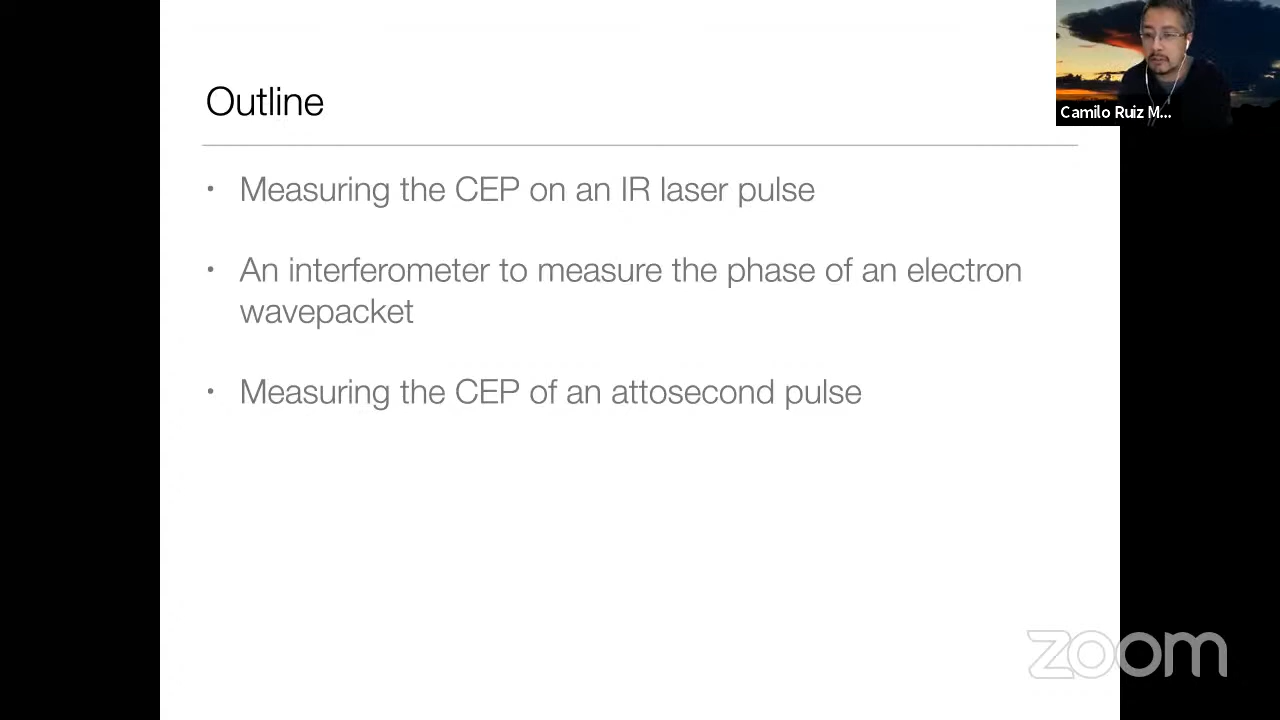 Outline
• Measuring the CEP on an IR laser pulse
• An interferometer to measure the phase of an electron
wavepacket
• Measuring the CEP of an attosecond pulse
Camilo Ruiz M...
zoom